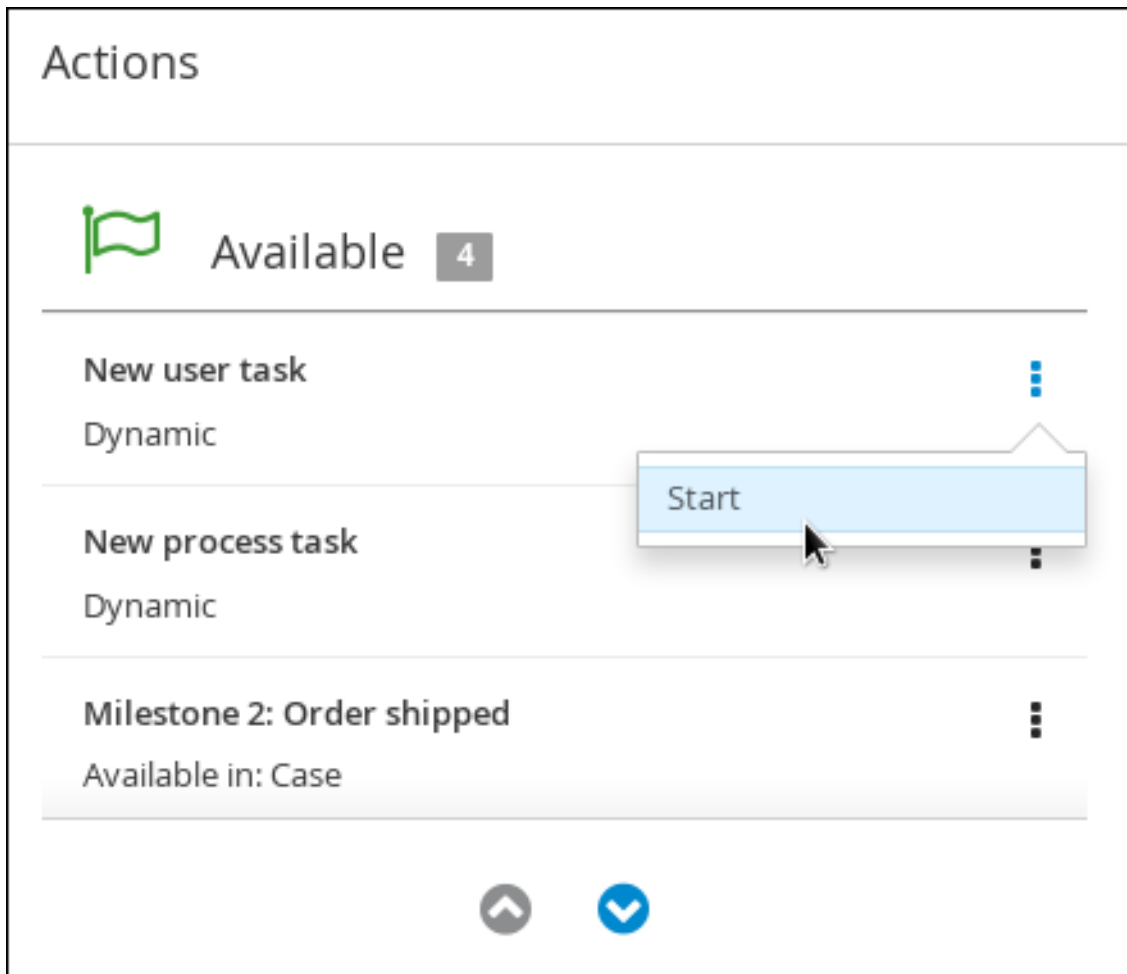 Actions
Available 4
New user task
Dynamic
Start
New process task
Dynamic
Milestone 2: Order shipped
Available in: Case